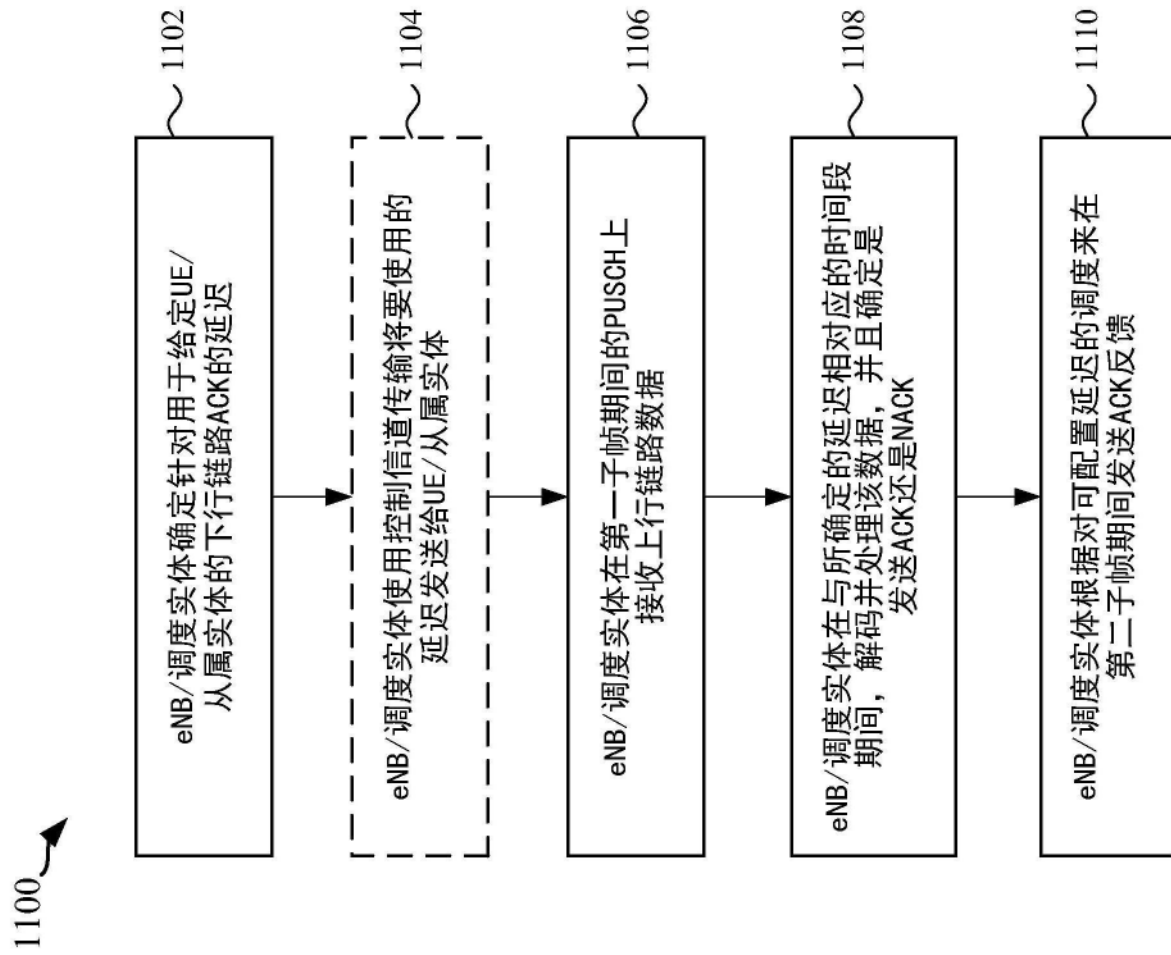 1100
eNB/调度实体确定针对用于给定UE/
从属实体的下行链路ACK的延迟
1102
eNB/调度实体使用控制信道传输将要使用的
延迟发送给UE/从属实体
1104
eNB/调度实体在第一子帧期间的PUSCH上
接收上行链路数据
1106
eNB/调度实体在与所确定的延迟相对应的时间段
期间，解码并处理该数据，并且确定是
发送ACK还是NACK
1108
eNB/调度实体根据对可配置延迟的调度来在
第二子帧期间发送ACK反馈
1110